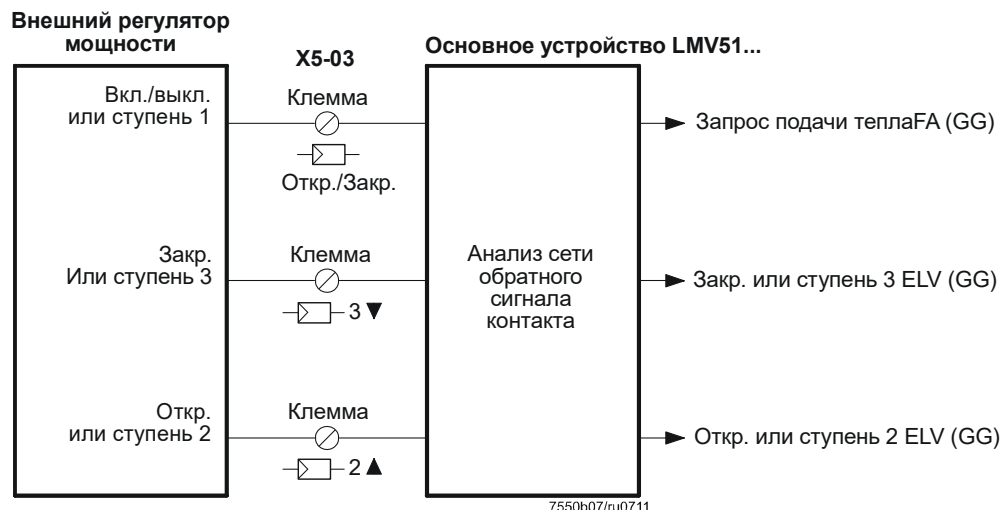 Внешний регулятор
мощности
X5-03
Основное устройство LMV51...
Вкл./выкл.
или ступень 1
Клемма
Откр./Закр.
Запрос подачи теплаFA (GG)
Закр.
Или ступень 3
Клемма
3 ▼
Анализ сети
обратного
сигнала
контакта
Закр. или ступень 3 ELV (GG)
Откр.
или ступень 2
Клемма
2 ▲
Откр. или ступень 2 ELV (GG)
7550b07/ru0711